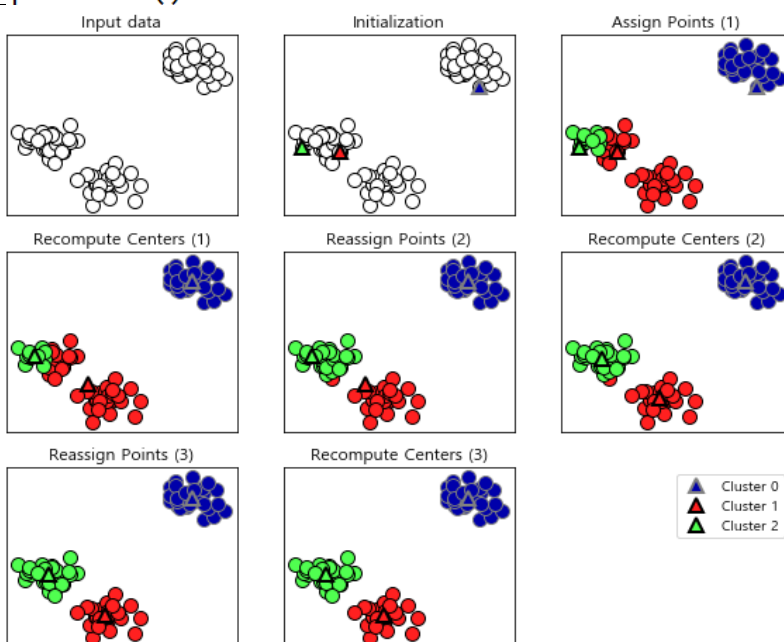 Input data
Initialization
Assign Points (1)
Recompute Centers (1)
Reassign Points (2)
Recompute Centers (2)
Reassign Points (3)
Recompute Centers (3)
Cluster 0
Cluster 1
Cluster 2